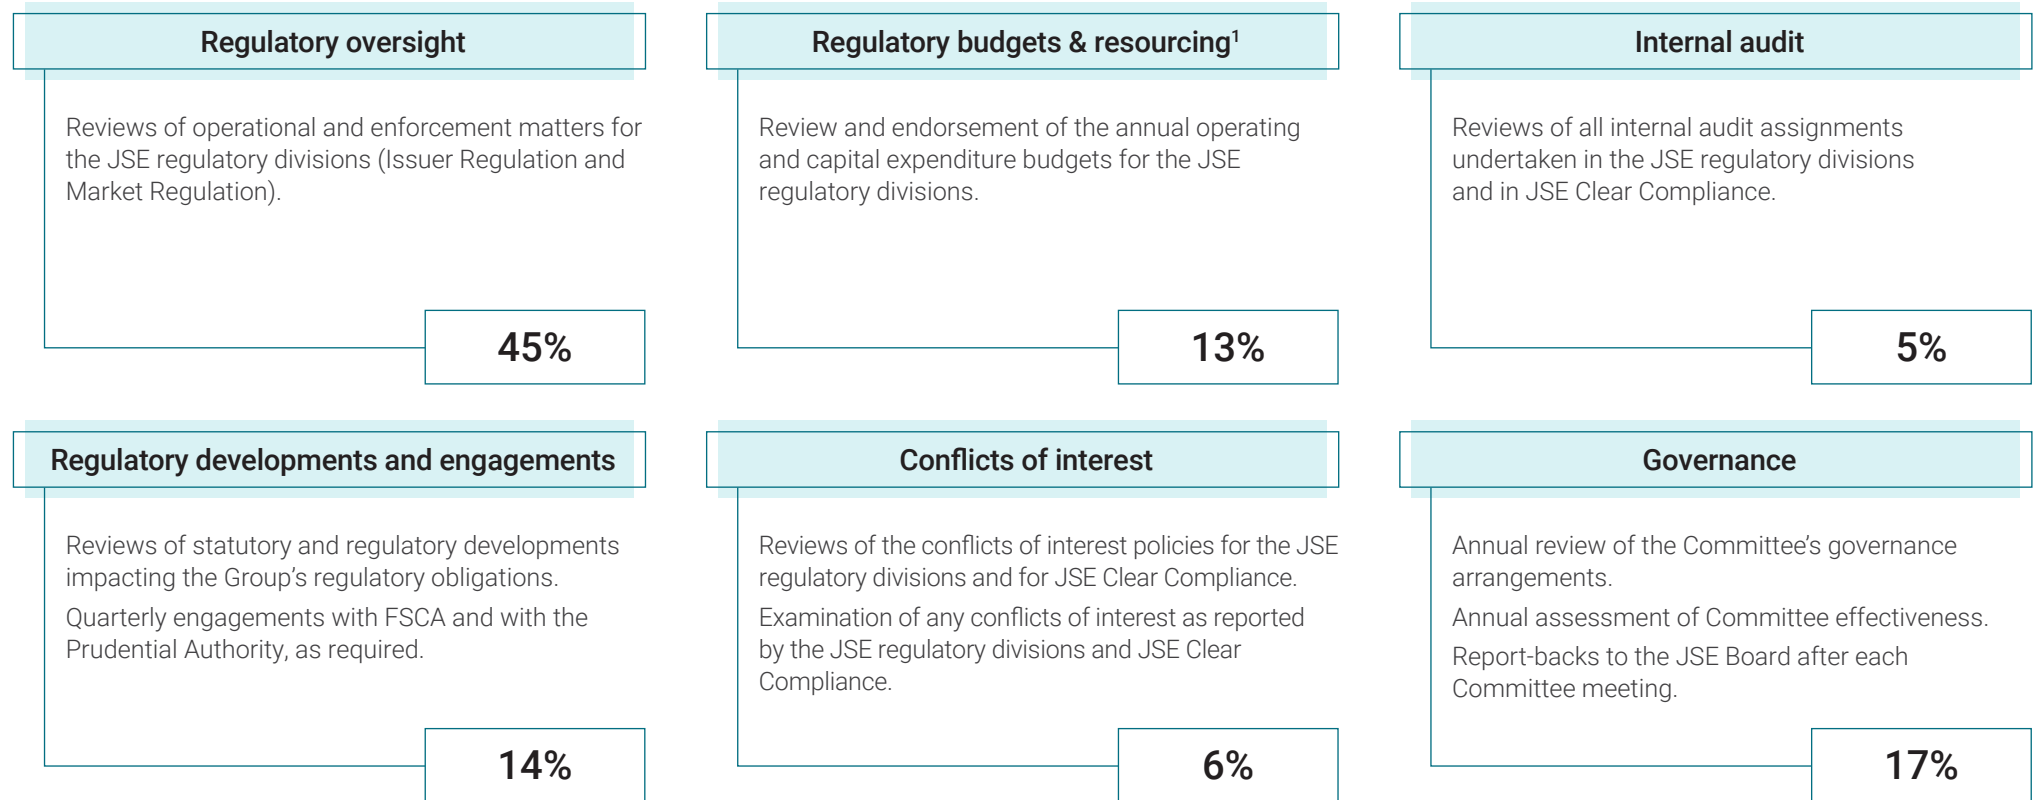 Regulatory oversight
Reviews of operational and enforcement matters for
the JSE regulatory divisions (Issuer Regulation and
Market Regulation).
45%
Regulatory budgets & resourcing¹
Review and endorsement of the annual operating
and capital expenditure budgets for the JSE
regulatory divisions.
13%
Internal audit
Reviews of all internal audit assignments
undertaken in the JSE regulatory divisions
and in JSE Clear Compliance.
5%
Regulatory developments and engagements
Reviews of statutory and regulatory developments
impacting the Group’s regulatory obligations.
Quarterly engagements with FSCA and with the
Prudential Authority, as required.
14%
Conflicts of interest
Reviews of the conflicts of interest policies for the JSE
regulatory divisions and for JSE Clear Compliance.
Examination of any conflicts of interest as reported
by the JSE regulatory divisions and JSE Clear
Compliance.
6%
Governance
Annual review of the Committee’s governance
arrangements.
Annual assessment of Committee effectiveness.
Report-backs to the JSE Board after each
Committee meeting.
17%